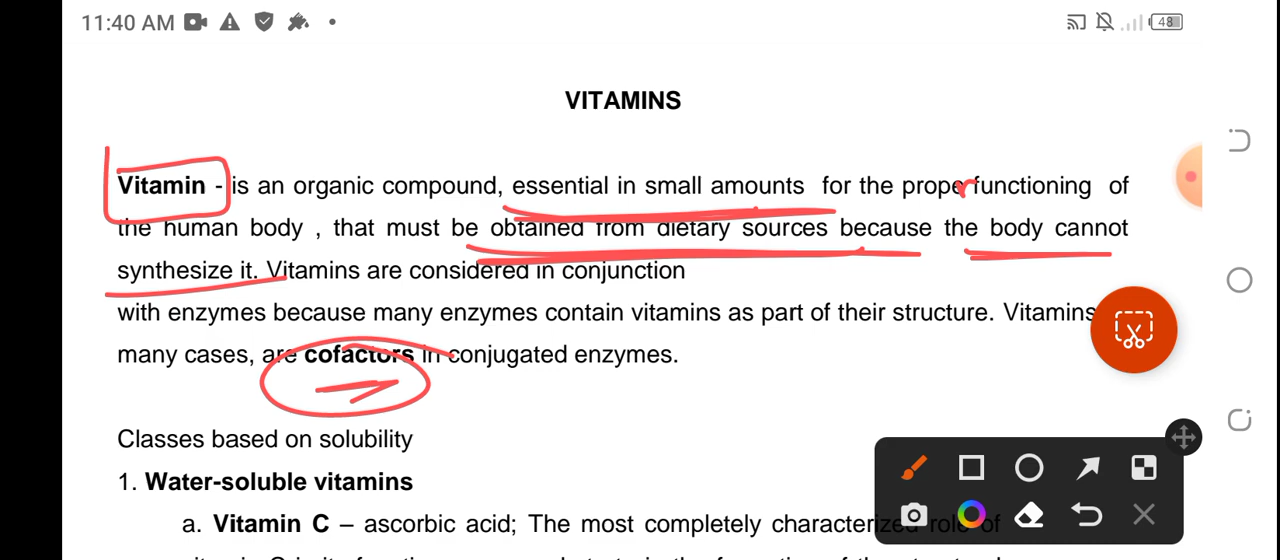 11:40 AM
48
VITAMINS
Vitamin - is an organic compound, essential in small amounts for the proper functioning of
the human body , that must be obtained from dietary sources because the body cannot
synthesize it. Vitamins are considered in conjunction
with enzymes because many enzymes contain vitamins as part of their structure. Vitamins
many cases, are cofactors in conjugated enzymes.
Classes based on solubility
1. Water-soluble vitamins
a. Vitamin C – ascorbic acid; The most completely characterized role of